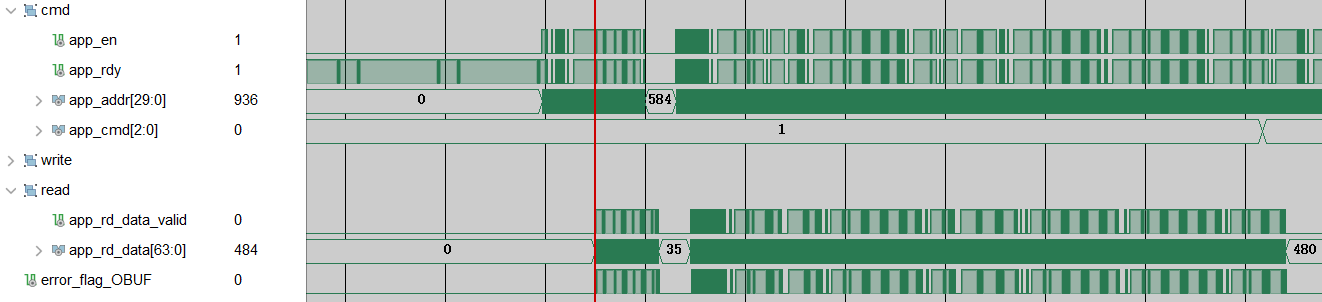 cmd
app_en 1
app_rdy 1
app_addr[29:0] 936 0 584
app_cmd[2:0] 0 1
write
read
app_rd_data_valid 0
app_rd_data[63:0] 484 0 35 480
error_flag_OBUF 0